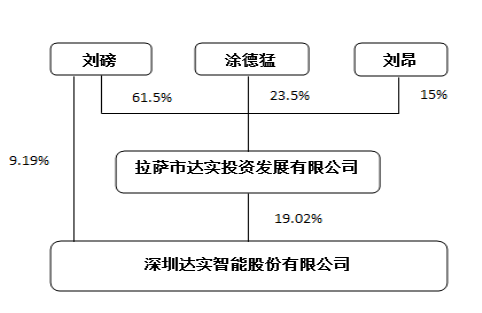 刘磅
涂德猛
刘昂
61.5%
23.5%
15%
9.19%
拉萨市达实投资发展有限公司
19.02%
深圳达实智能股份有限公司